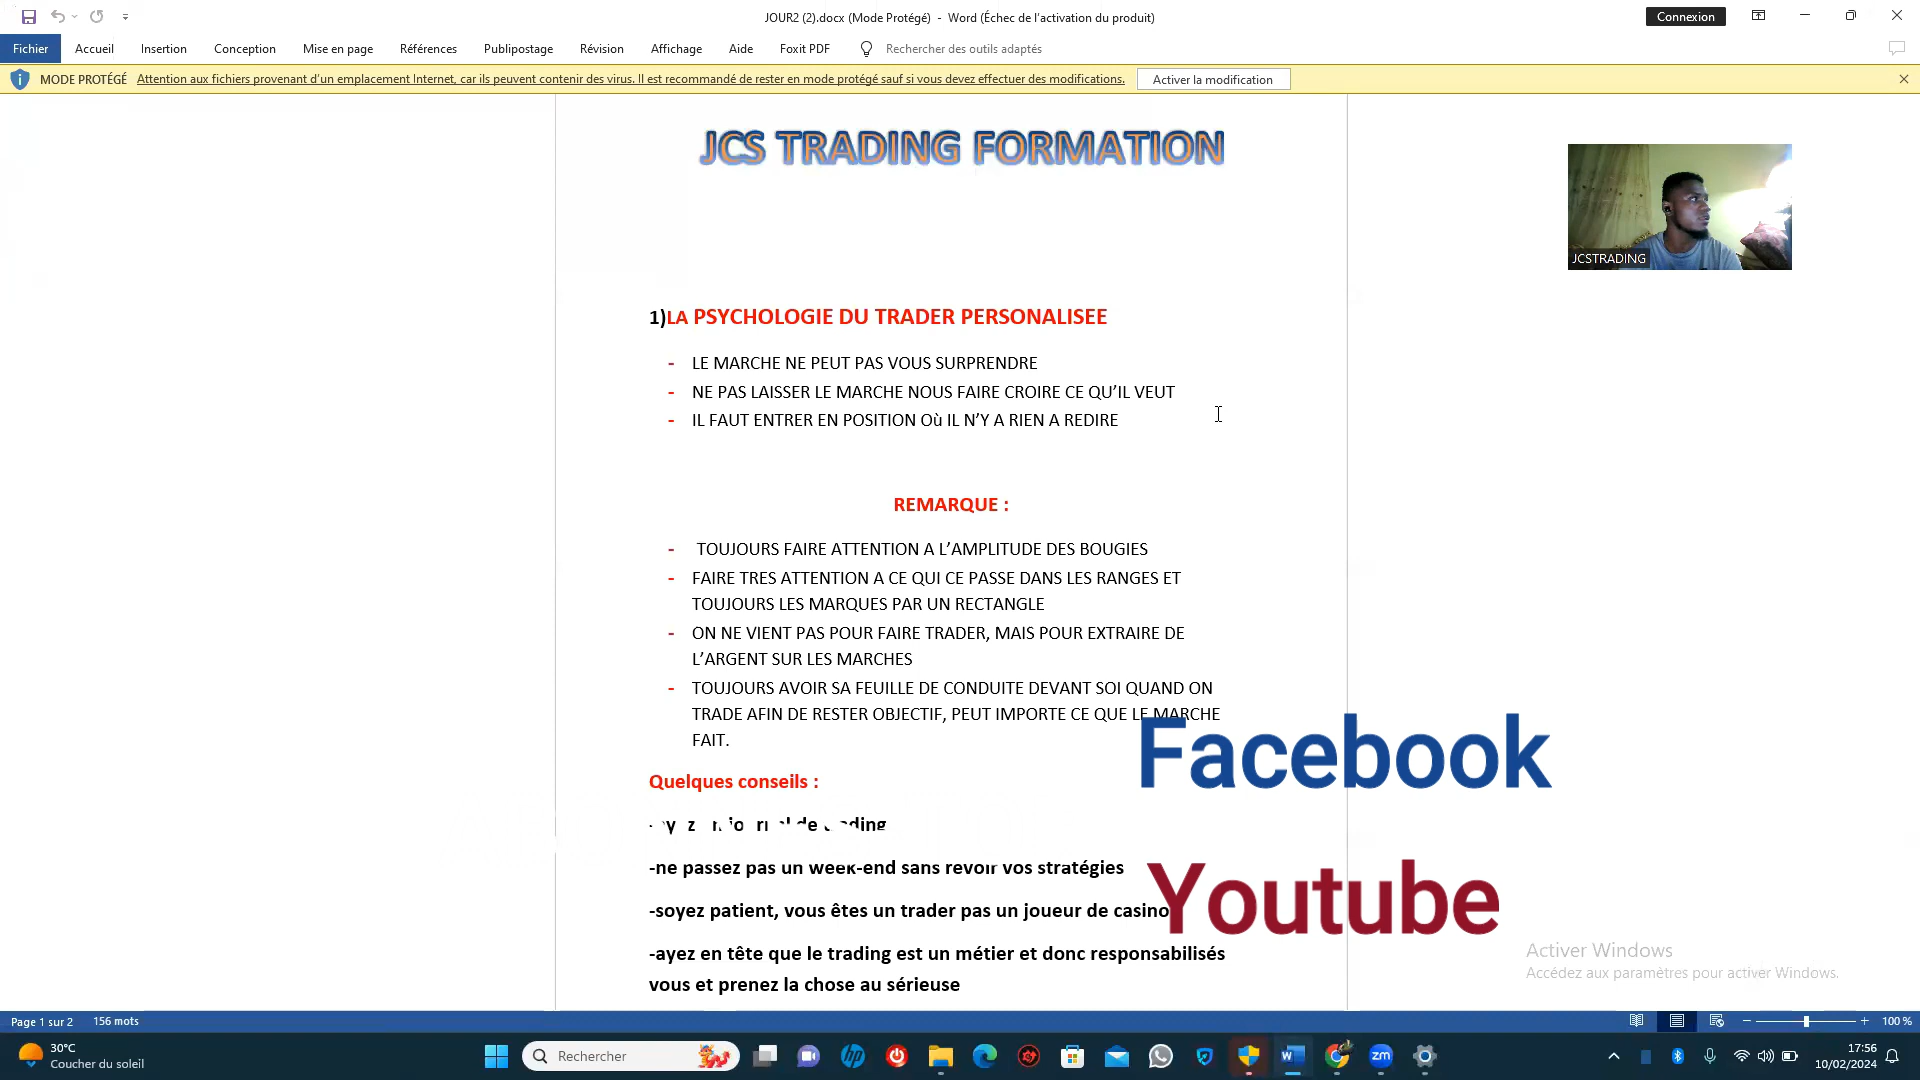 JOUR2 (2).docx (Mode Protégé) - Word (Échec de l'activation du produit)
Connexion
Fichier Accueil Insertion Conception Mise en page Références Publipostage Révision Affichage Aide Foxit PDF Rechercher des outils adaptés
MODE PROTÉGÉ Attention aux fichiers provenant d'un emplacement Internet, car ils peuvent contenir des virus. Il est recommandé de rester en mode protégé sauf si vous devez effectuer des modifications. Activer la modification
JCS TRADING FORMATION
JCSTRADING
1)LA PSYCHOLOGIE DU TRADER PERSONALISEE
- LE MARCHE NE PEUT PAS VOUS SURPRENDRE
- NE PAS LAISSER LE MARCHE NOUS FAIRE CROIRE CE QU'IL VEUT
- IL FAUT ENTRER EN POSITION Où IL N'Y A RIEN A REDIRE
REMARQUE :
- TOUJOURS FAIRE ATTENTION A L'AMPLITUDE DES BOUGIES
- FAIRE TRES ATTENTION A CE QUI CE PASSE DANS LES RANGES ET
TOUJOURS LES MARQUES PAR UN RECTANGLE
- ON NE VIENT PAS POUR FAIRE TRADER, MAIS POUR EXTRAIRE DE
L'ARGENT SUR LES MARCHES
- TOUJOURS AVOIR SA FEUILLE DE CONDUITE DEVANT SOI QUAND ON
TRADE AFIN DE RESTER OBJECTIF, PEUT IMPORTE CE QUE LE MARCHE
FAIT.
Facebook
Quelques conseils :
de
-ne passez pas un week-end sans revoir vos stratégies
Youtube
-soyez patient, vous êtes un trader pas un joueur de casino
-ayez en tête que le trading est un métier et donc responsabilisés
vous et prenez la chose au sérieuse
Activer Windows
Accédez aux paramètres pour activer Windows.
Page 1 sur 2 156 mots
100 %
30°C
Coucher du soleil
Rechercher
17:56
10/02/2024